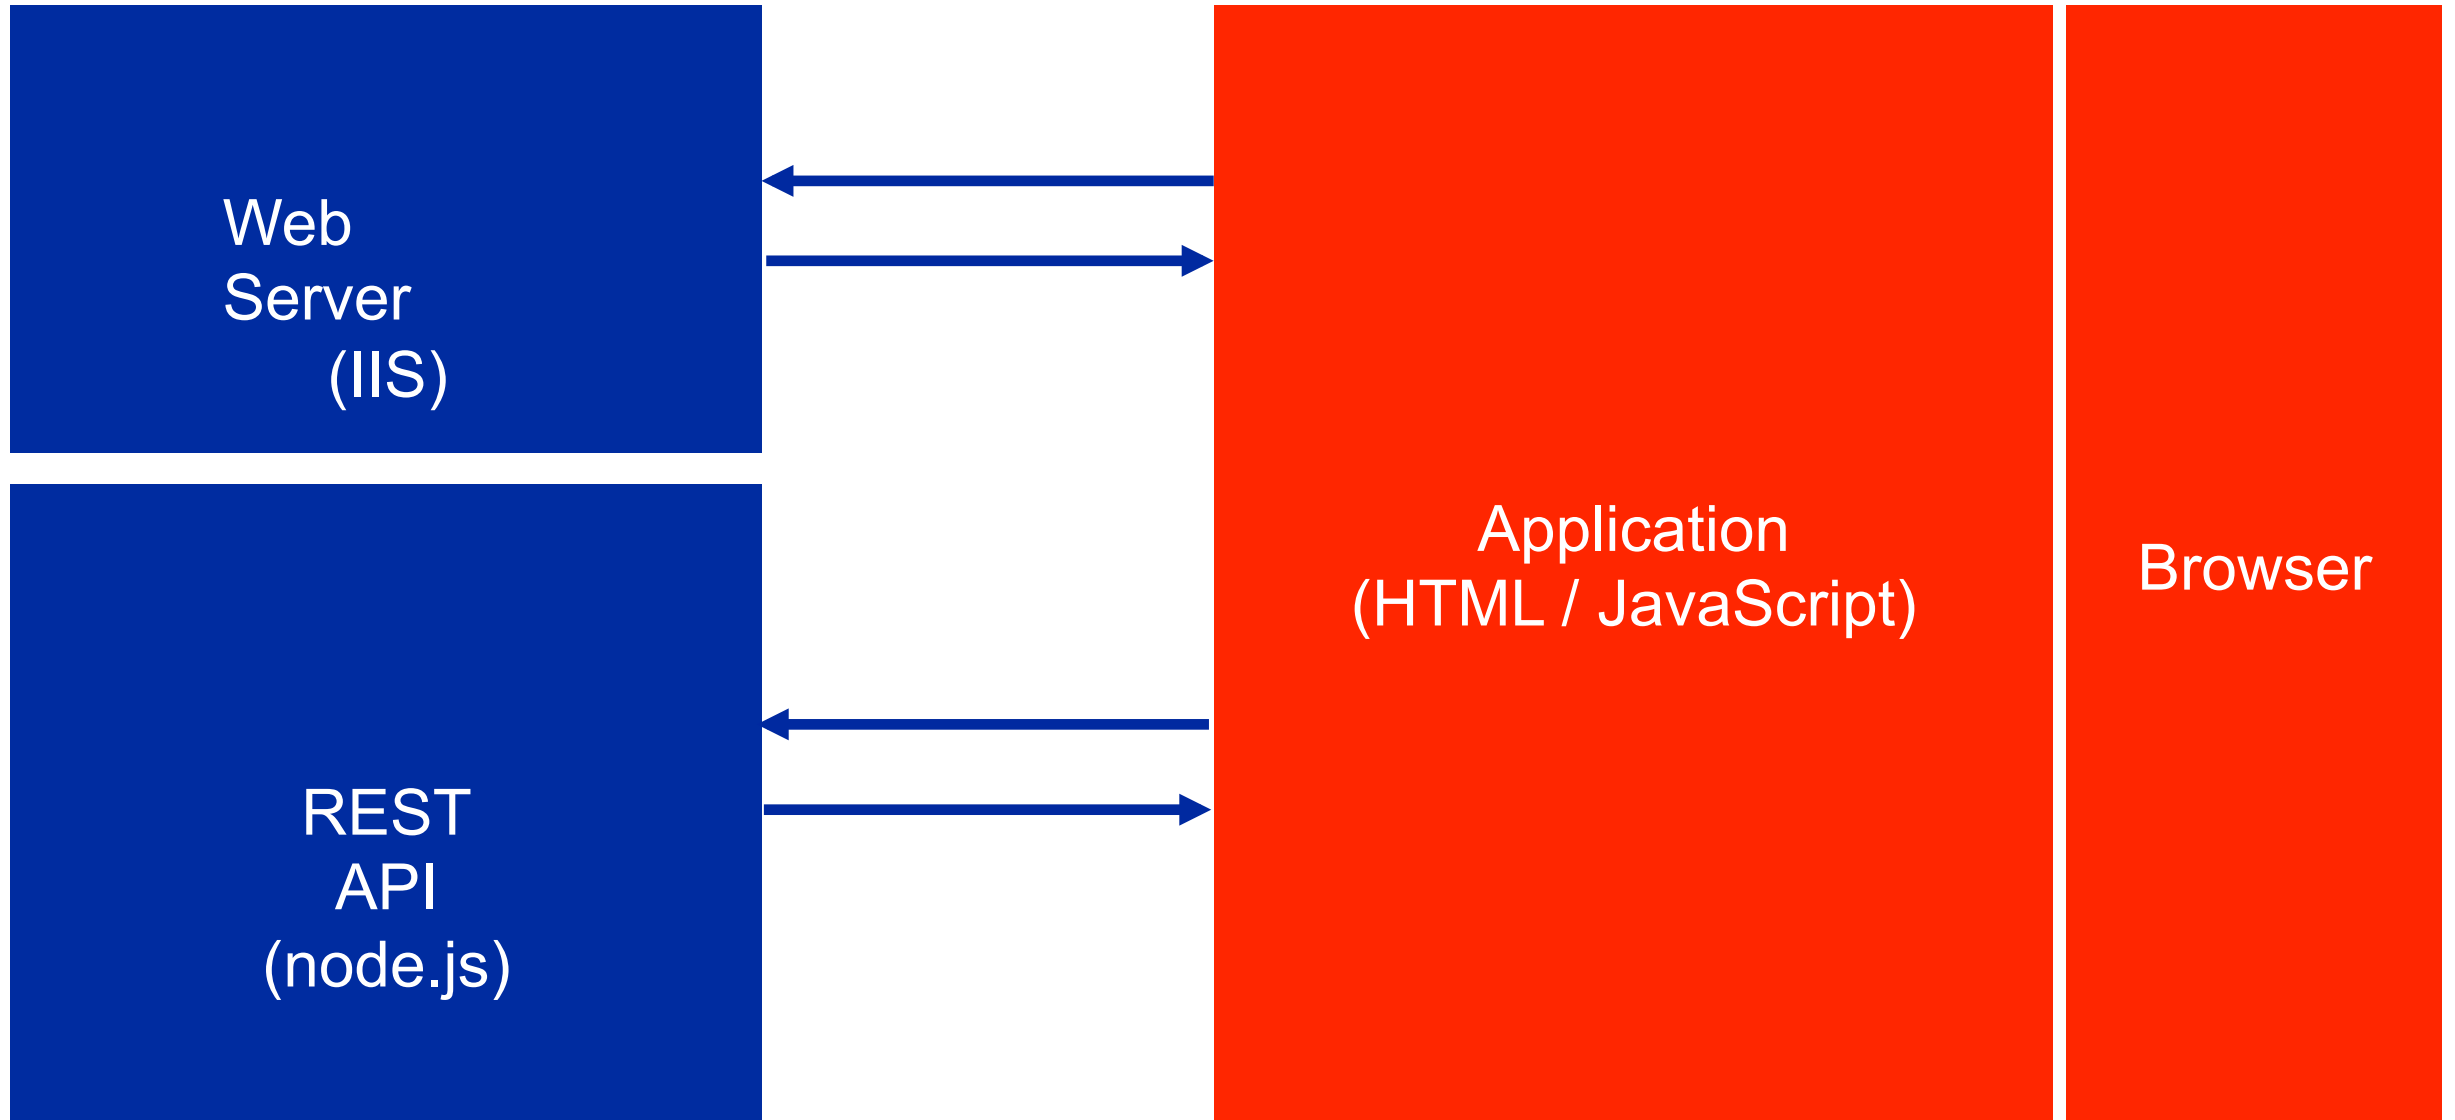 Web
Server
(IIS)
REST
API
(node.js)
Application
(HTML / JavaScript)
Browser